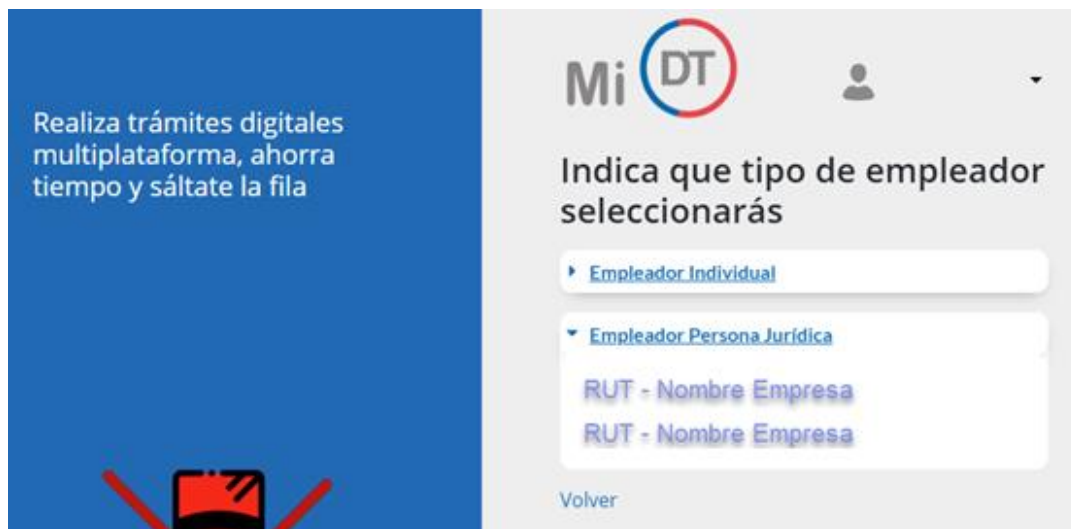 Realiza trámites digitales
multiplataforma, ahorra
tiempo y sáltate la fila
Mi DT
Indica que tipo de empleador
seleccionarás
Empleador Individual
Empleador Persona Jurídica
RUT - Nombre Empresa
RUT - Nombre Empresa
Volver